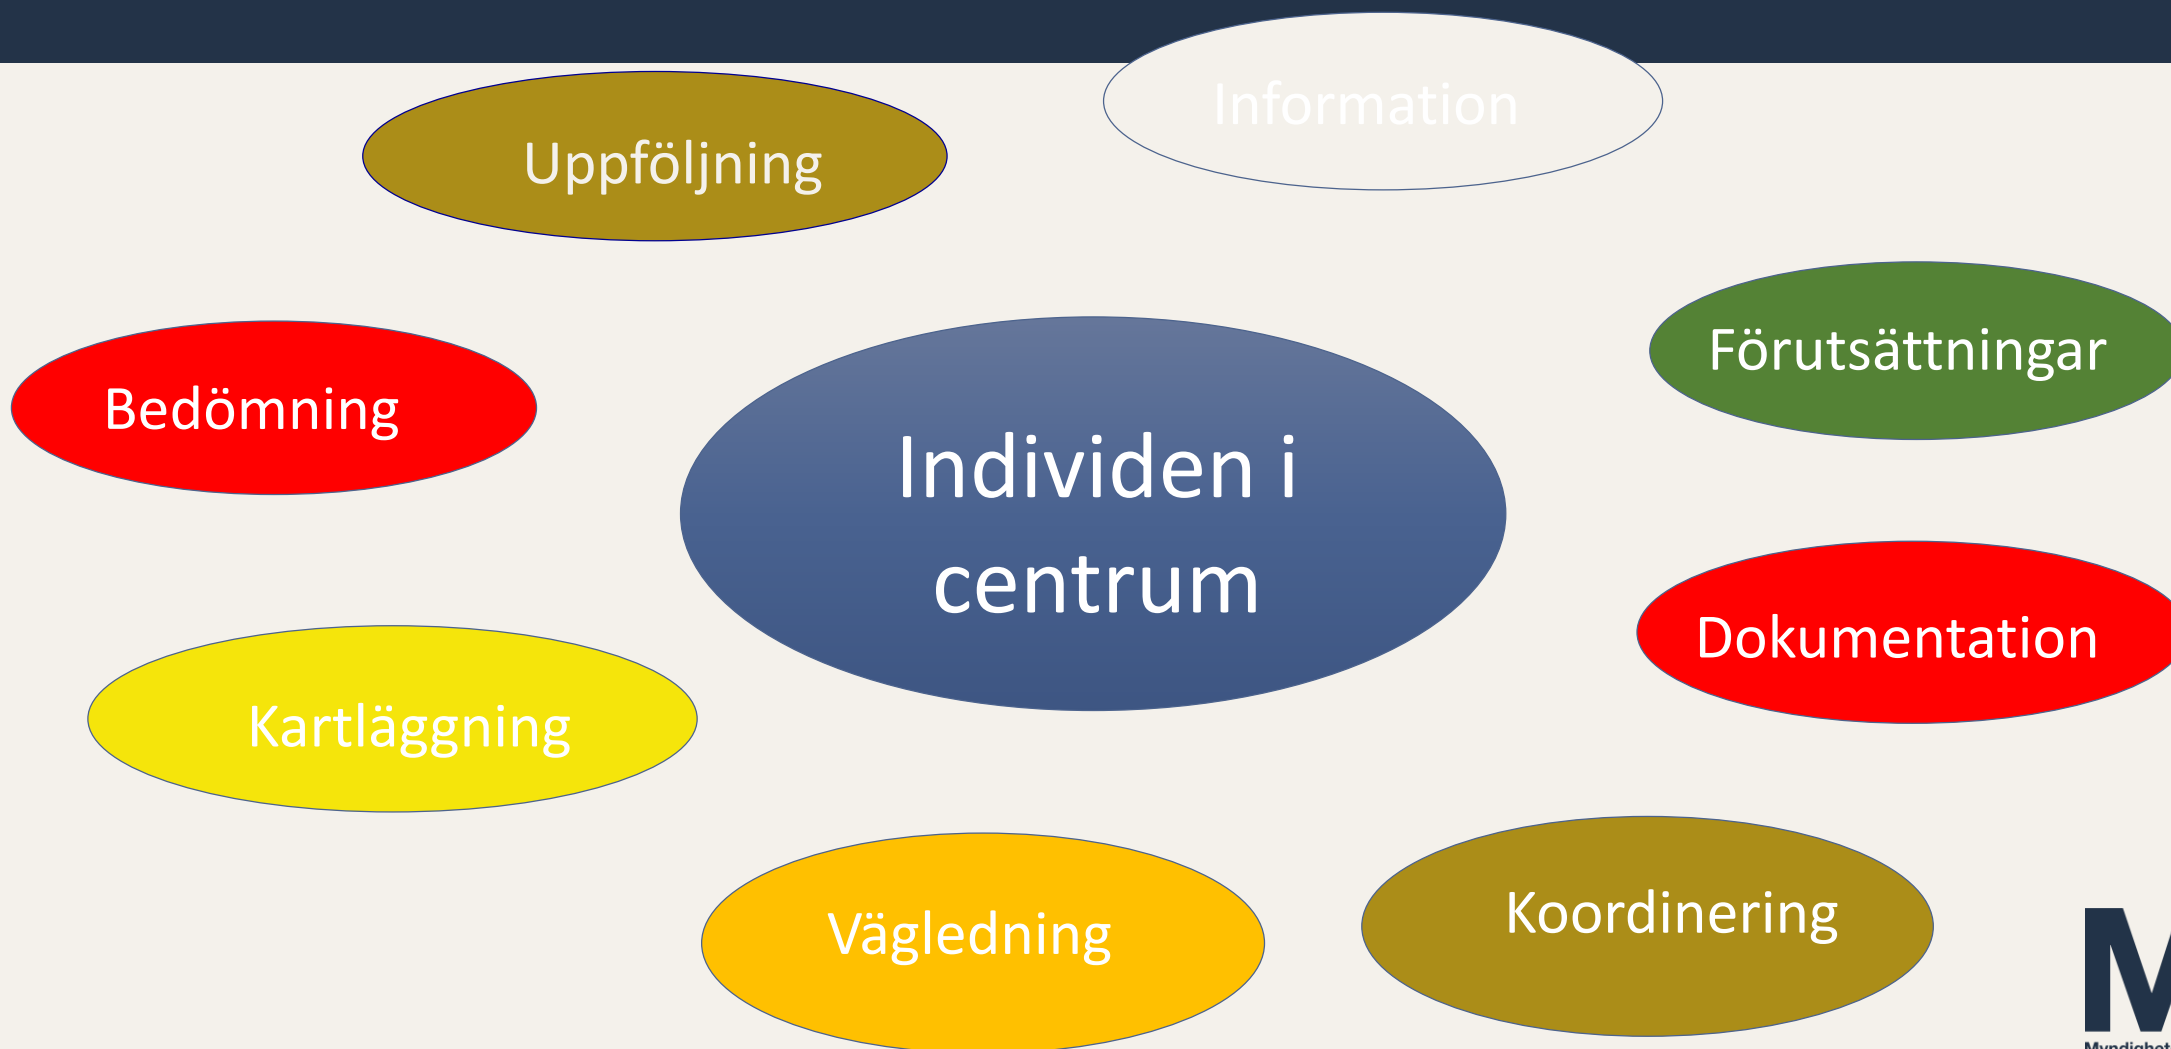 Information
Uppföljning
Förutsättningar
Bedömning
Individen i
centrum
Dokumentation
Kartläggning
Koordinering
Vägledning
M